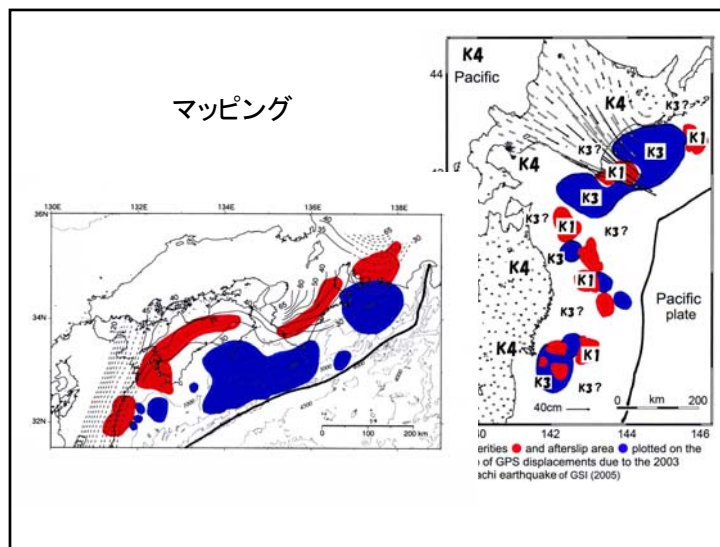 マッピング
130E 132E 134E 136E 138E
36N
34N
32N
0 100 200 km
K4
Pacific
44
K4
K3?
K3?
K3
K4
K1
K3
K3?
K1
K3?
K3
K4
K1
K3?
Pacific
plate
K4
K1
K3
K3?
40cm
km
0 200
142 144 146
erities and afterslip area plotted on the
of GPS displacements due to the 2003
achi earthquake of GSI (2005)